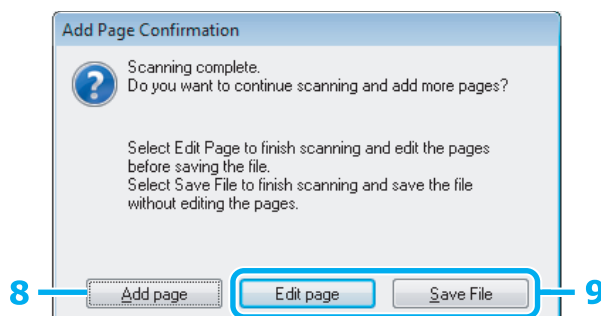 Add Page Confirmation
Scanning complete.
Do you want to continue scanning and add more pages?
Select Edit Page to finish scanning and edit the pages
before saving the file.
Select Save File to finish scanning and save the file
without editing the pages.
8 Add page Edit page Save File 9